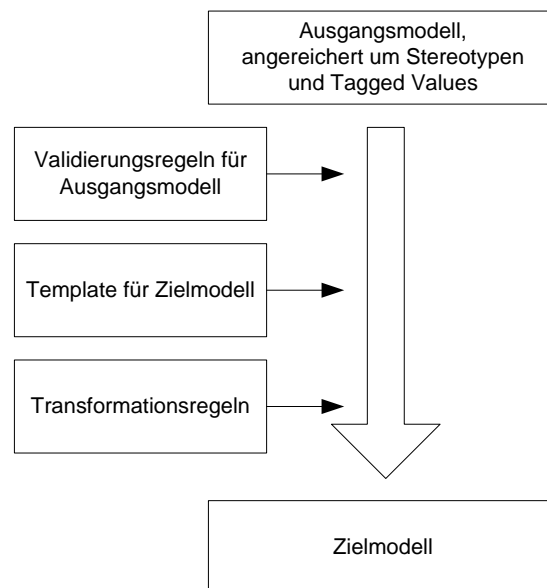 Ausgangsmodell,
angereichert um Stereotypen
und Tagged Values
Validierungsregeln für
Ausgangsmodell
Template für Zielmodell
Transformationsregeln
Zielmodell